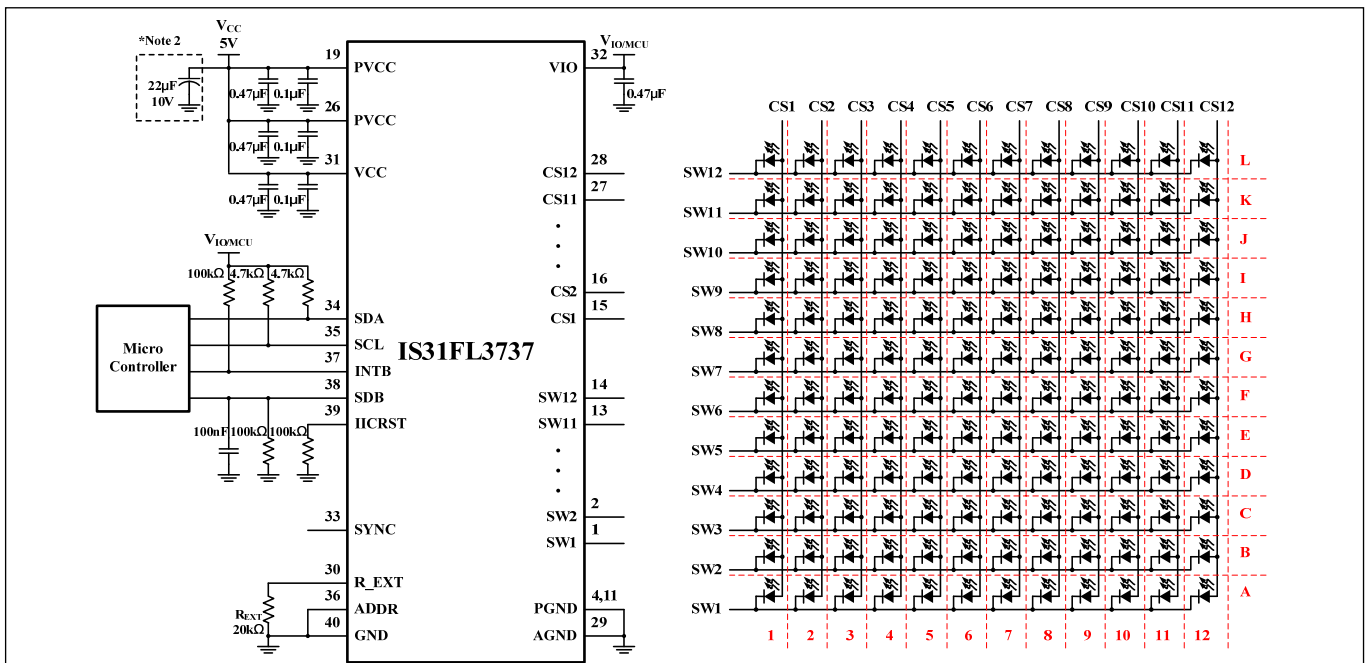 *Note 2
VCC
5V
22µF
10V
0.47µF 0.1µF
0.47µF 0.1µF
0.47µF 0.1µF
19 PVCC
26 PVCC
31 VCC
VIO/MCU
100kΩ 4.7kΩ 4.7kΩ
Micro
Controller
34 SDA
35 SCL
37 INTB
38 SDB
39 IICRST
100nF 100kΩ 100kΩ
33 SYNC
30 R_EXT
36 ADDR
40 GND
REXT
20kΩ
IS31FL3737
VIO/MCU
32 VIO
0.47µF
28 CS12
27 CS11
16 CS2
15 CS1
14 SW12
13 SW11
2 SW2
1 SW1
4,11 PGND
29 AGND
CS1 CS2 CS3 CS4 CS5 CS6 CS7 CS8 CS9 CS10 CS11 CS12
SW12 L
SW11 K
SW10 J
SW9 I
SW8 H
SW7 G
SW6 F
SW5 E
SW4 D
SW3 C
SW2 B
SW1 A
1 2 3 4 5 6 7 8 9 10 11 12